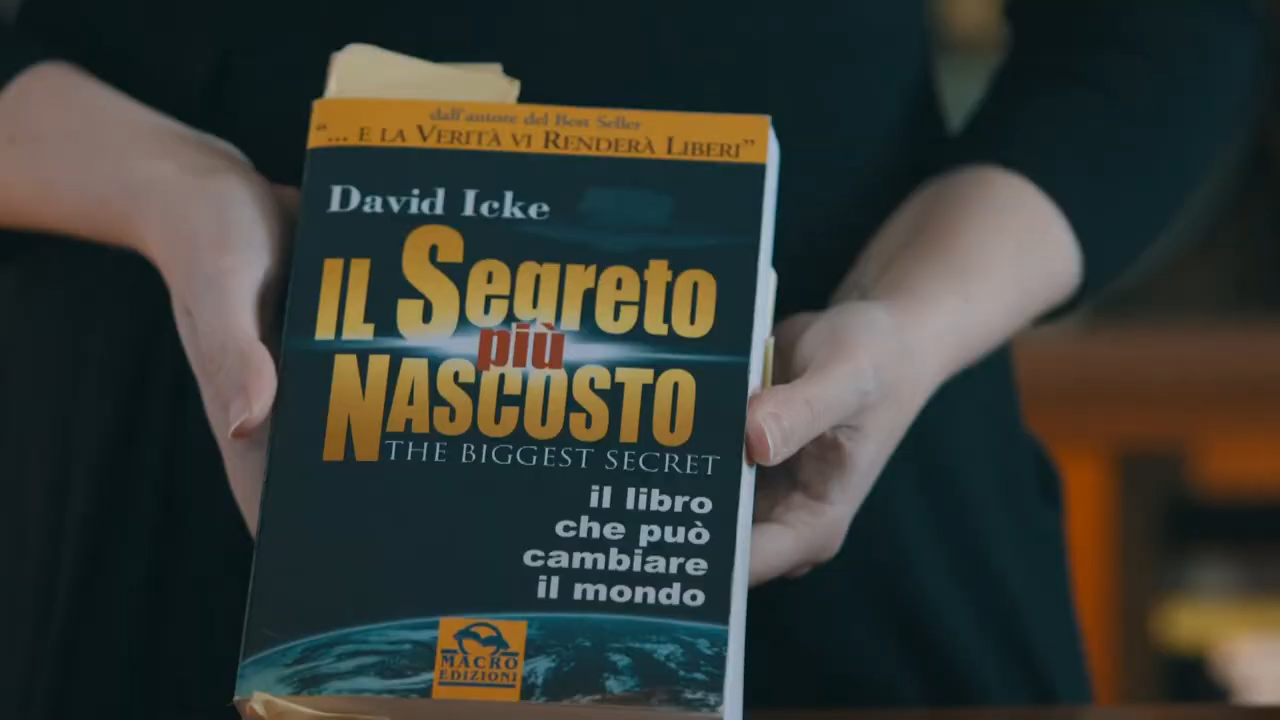 dall'autore del Best Seller
"... E LA VERITÀ VI RENDERÀ LIBERI"
David Icke
IL SEGRETO
più
NASCOSTO
THE BIGGEST SECRET
il libro
che può
cambiare
il mondo
MACRO
EDIZIONI